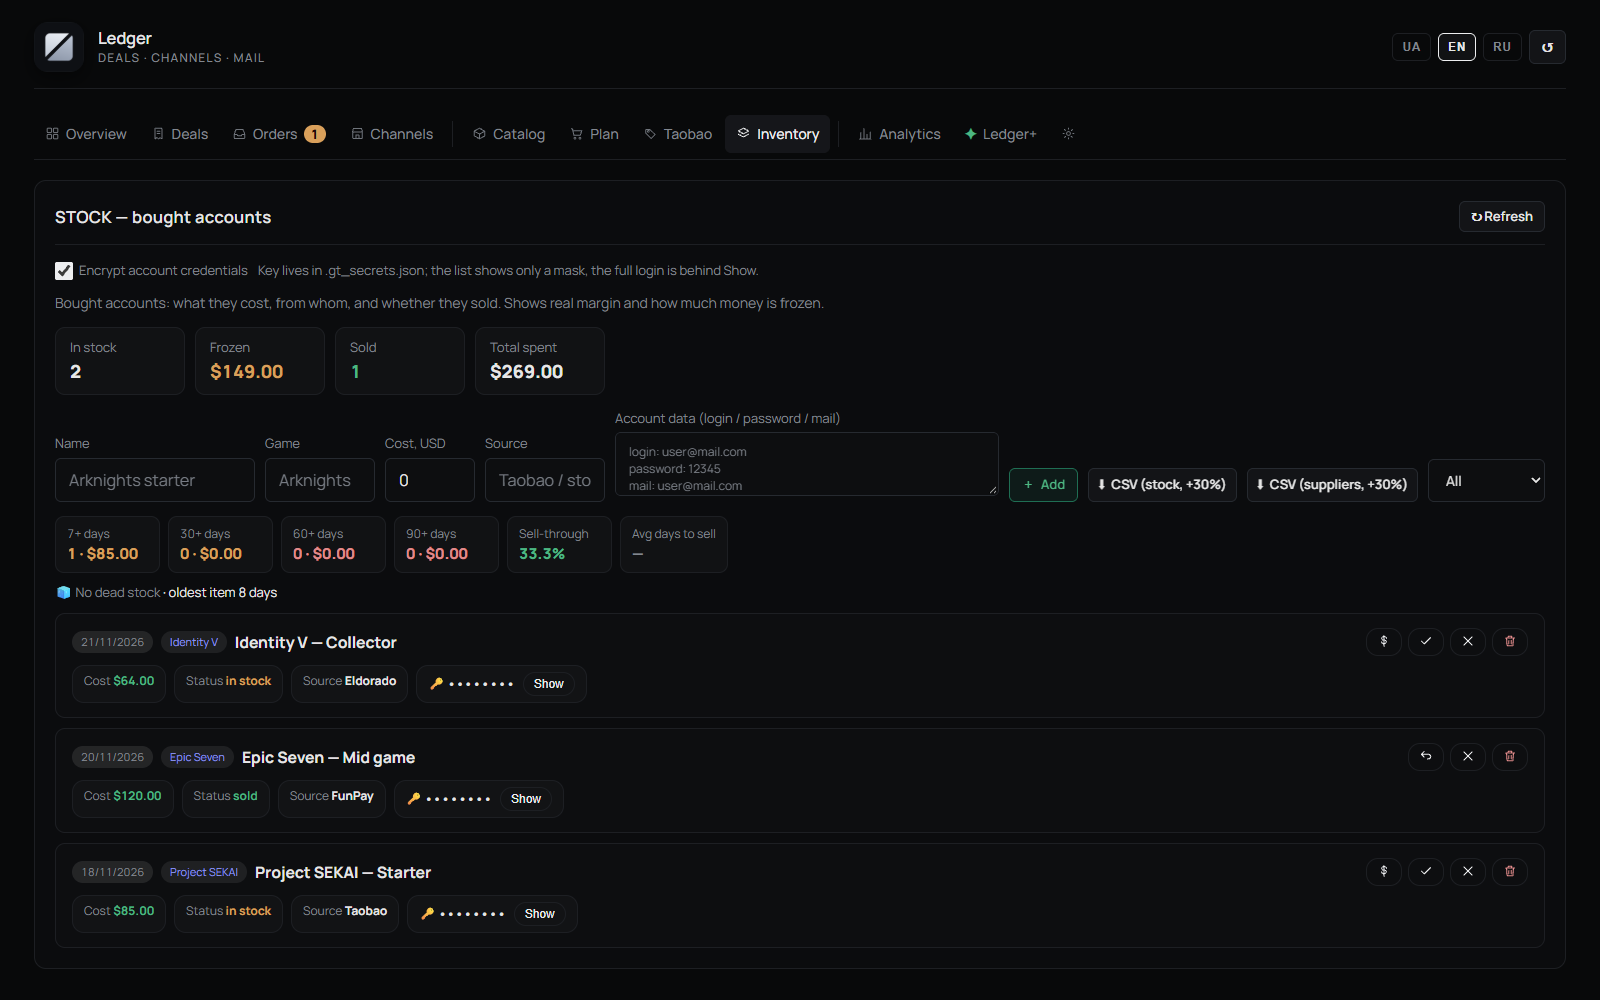 Ledger
DEALS · CHANNELS · MAIL
UA EN RU
Overview Deals Orders 1 Channels Catalog Plan Taobao Inventory Analytics Ledger+
STOCK — bought accounts
Refresh
Encrypt account credentials Key lives in .gt_secrets.json; the list shows only a mask, the full login is behind Show.
Bought accounts: what they cost, from whom, and whether they sold. Shows real margin and how much money is frozen.
In stock Frozen Sold Total spent
2 $149.00 1 $269.00
Account data (login / password / mail)
Name Game Cost, USD Source
login: user@mail.com
password: 12345
mail: user@mail.com
Arknights starter Arknights 0 Taobao / sto
+ Add CSV (stock, +30%) CSV (suppliers, +30%) All
7+ days 30+ days 60+ days 90+ days Sell-through Avg days to sell
1 · $85.00 0 · $0.00 0 · $0.00 0 · $0.00 33.3% —
No dead stock · oldest item 8 days
21/11/2026 Identity V Identity V — Collector $
Cost $64.00 Status in stock Source Eldorado •••••••• Show
20/11/2026 Epic Seven Epic Seven — Mid game
Cost $120.00 Status sold Source FunPay •••••••• Show
18/11/2026 Project SEKAI Project SEKAI — Starter $
Cost $85.00 Status in stock Source Taobao •••••••• Show